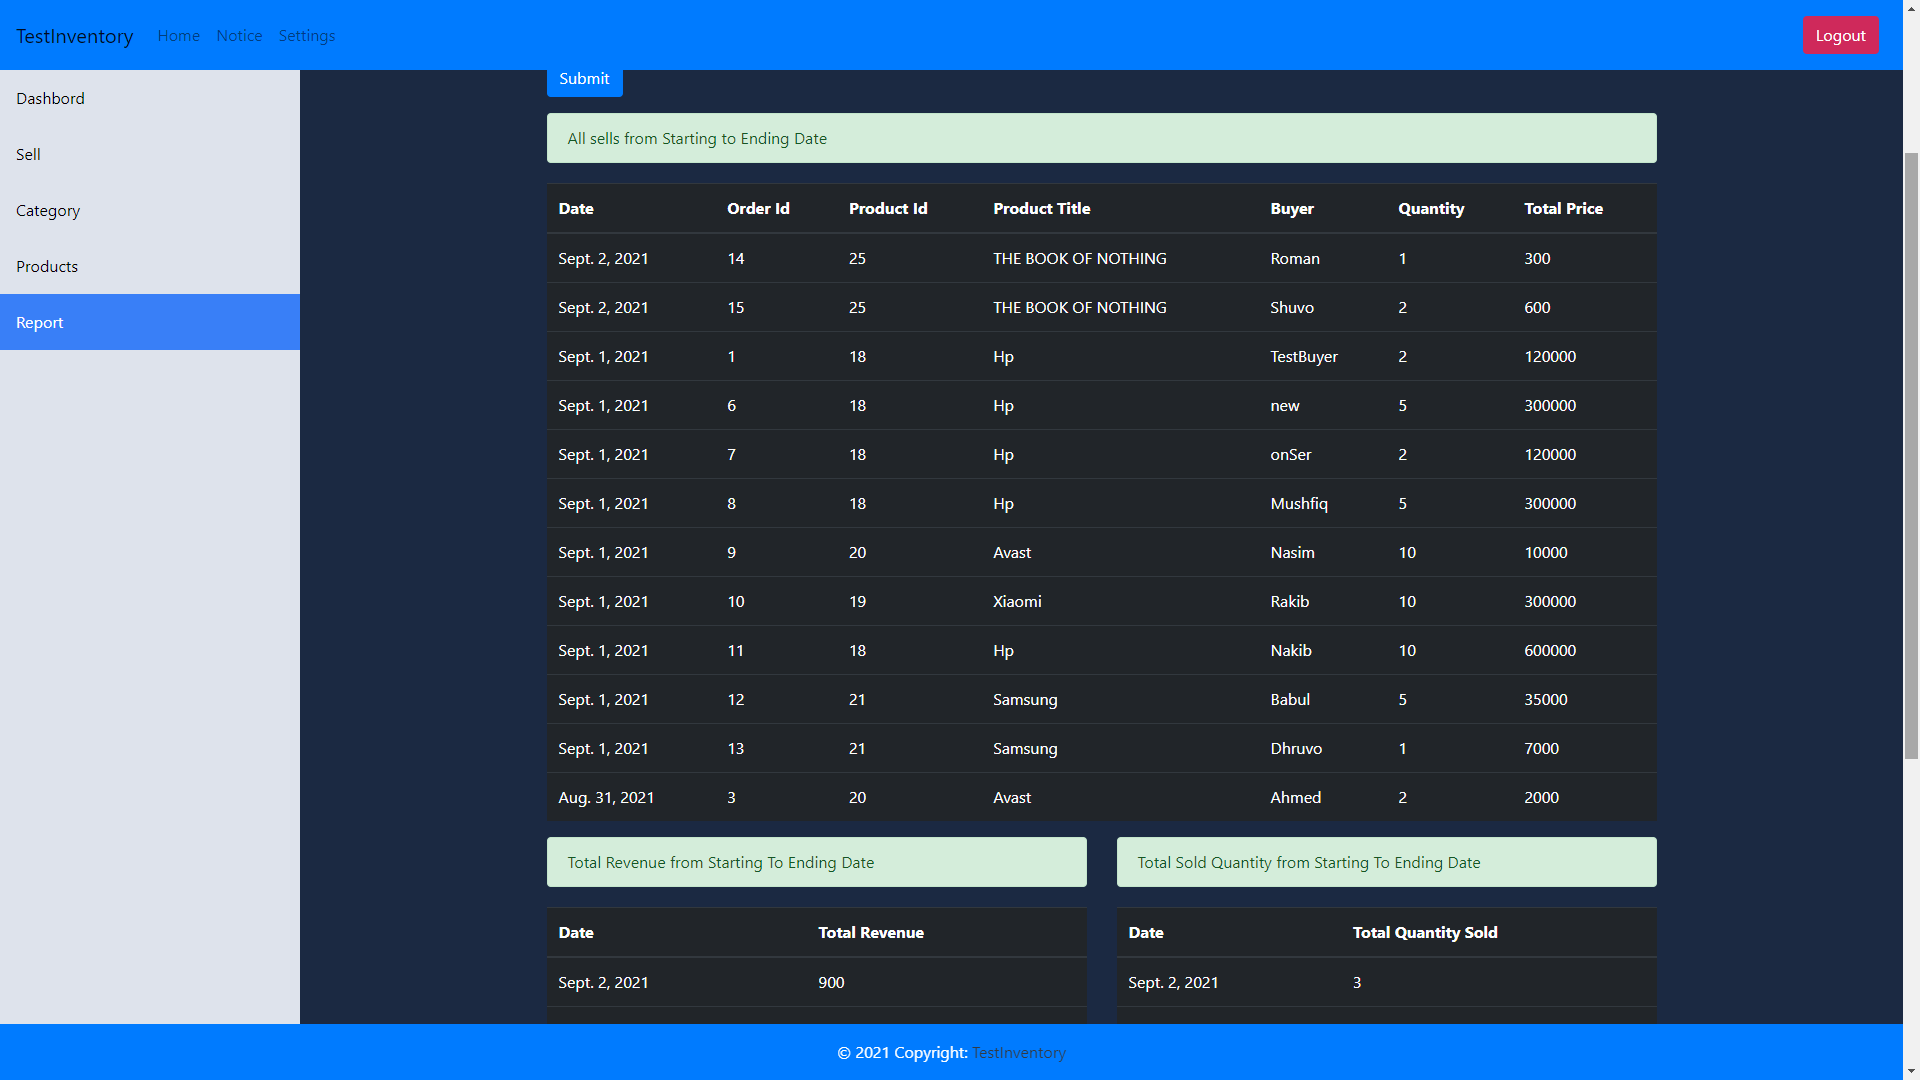 TestInventory Home Notice Settings Logout
Dashbord
Sell
Category
Products
Report
Submit
All sells from Starting to Ending Date
Date Order Id Product Id Product Title Buyer Quantity Total Price
Sept. 2, 2021 14 25 THE BOOK OF NOTHING Roman 1 300
Sept. 2, 2021 15 25 THE BOOK OF NOTHING Shuvo 2 600
Sept. 1, 2021 1 18 Hp TestBuyer 2 120000
Sept. 1, 2021 6 18 Hp new 5 300000
Sept. 1, 2021 7 18 Hp onSer 2 120000
Sept. 1, 2021 8 18 Hp Mushfiq 5 300000
Sept. 1, 2021 9 20 Avast Nasim 10 10000
Sept. 1, 2021 10 19 Xiaomi Rakib 10 300000
Sept. 1, 2021 11 18 Hp Nakib 10 600000
Sept. 1, 2021 12 21 Samsung Babul 5 35000
Sept. 1, 2021 13 21 Samsung Dhruvo 1 7000
Aug. 31, 2021 3 20 Avast Ahmed 2 2000
Total Revenue from Starting To Ending Date
Date Total Revenue
Sept. 2, 2021 900
Total Sold Quantity from Starting To Ending Date
Date Total Quantity Sold
Sept. 2, 2021 3
© 2021 Copyright: TestInventory